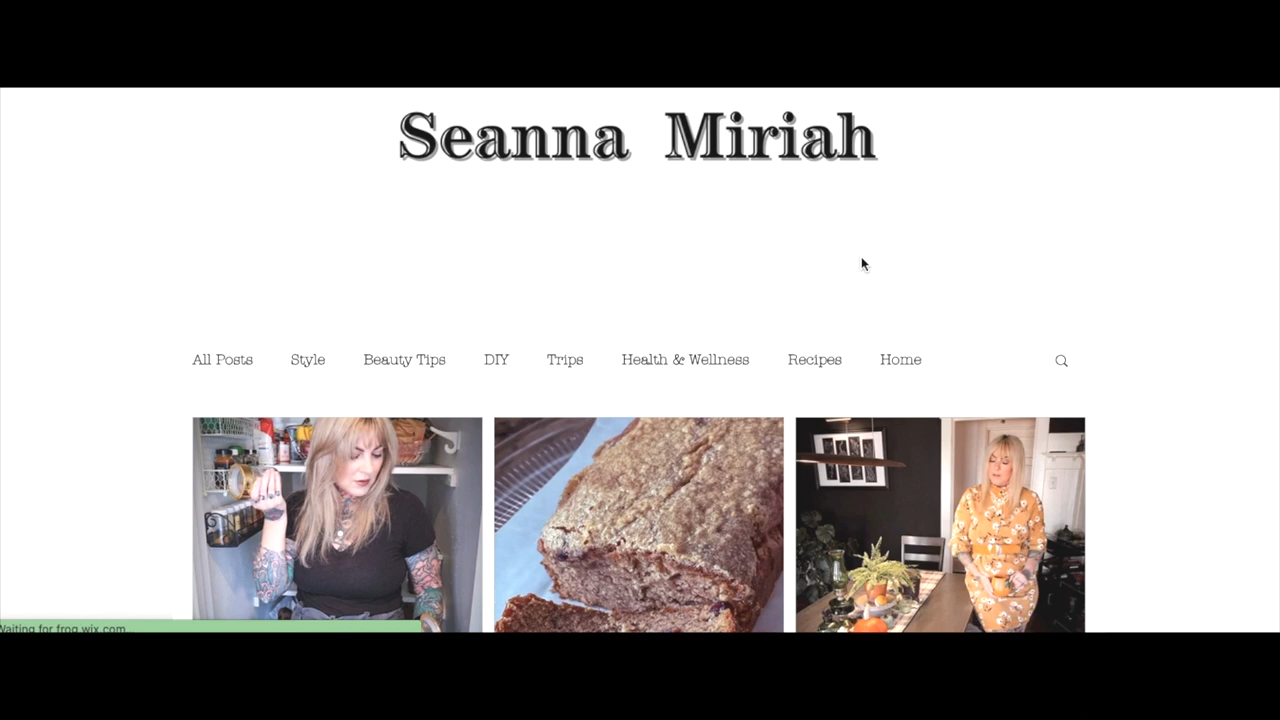 Seanna Miriah
All Posts Style Beauty Tips DIY Trips Health & Wellness Recipes Home
Waiting for frog.wix.com...